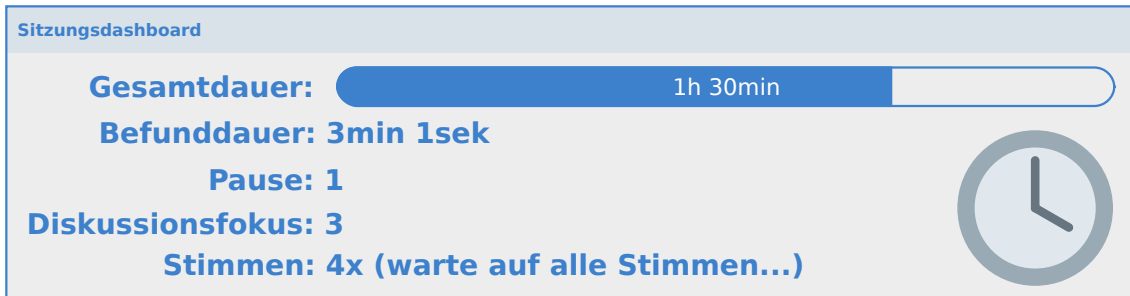 Sitzungsdashboard
Gesamtdauer: 1h 30min
Befunddauer: 3min 1sek
Pause: 1
Diskussionsfokus: 3
Stimmen: 4x (warte auf alle Stimmen...)